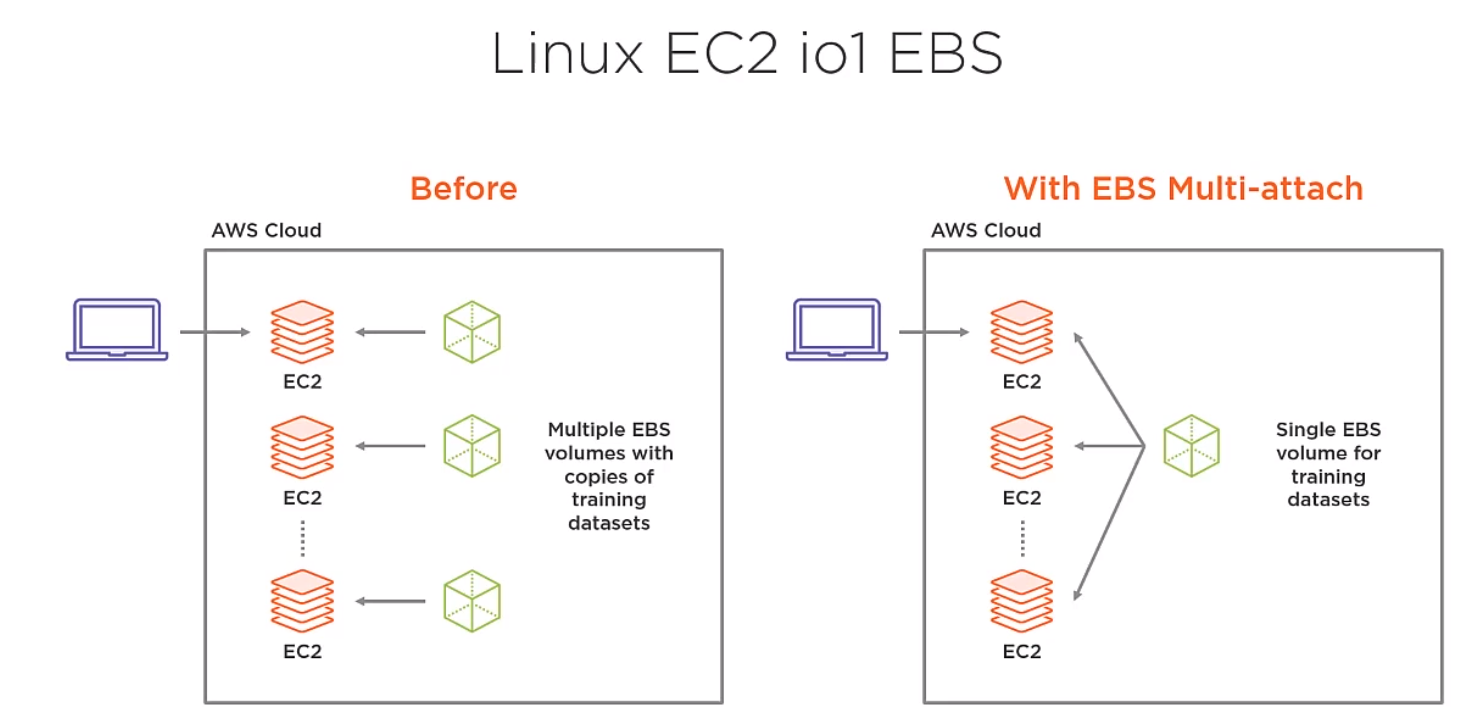 Linux EC2 io1 EBS
Before
AWS Cloud
EC2
EC2
EC2
Multiple EBS
volumes with
copies of
training
datasets
With EBS Multi-attach
AWS Cloud
EC2
EC2
EC2
Single EBS
volume for
training
datasets